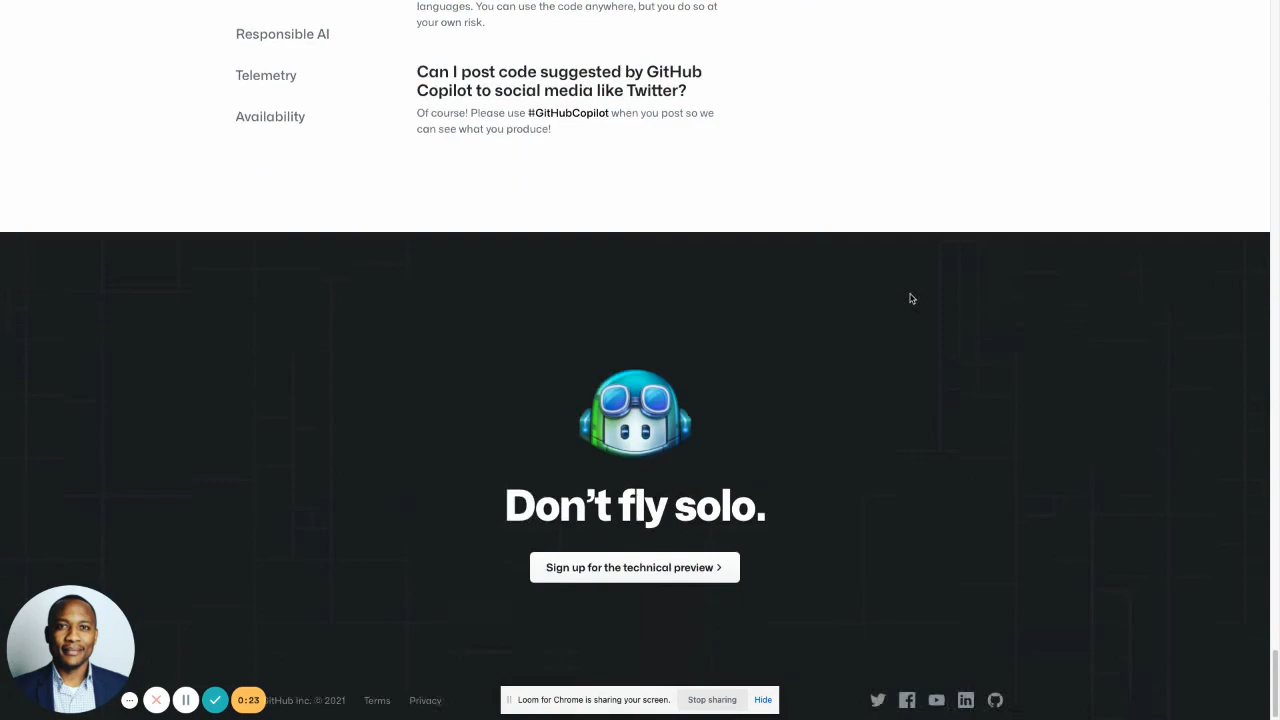 languages. You can use the code anywhere, but you do so at
your own risk.
Responsible AI
Telemetry
Availability
Can I post code suggested by GitHub
Copilot to social media like Twitter?
Of course! Please use #GitHubCopilot when you post so we
can see what you produce!
Don't fly solo.
Sign up for the technical preview >
0:23
itHub Inc. © 2021
Terms
Privacy
Loom for Chrome is sharing your screen.
Stop sharing
Hide